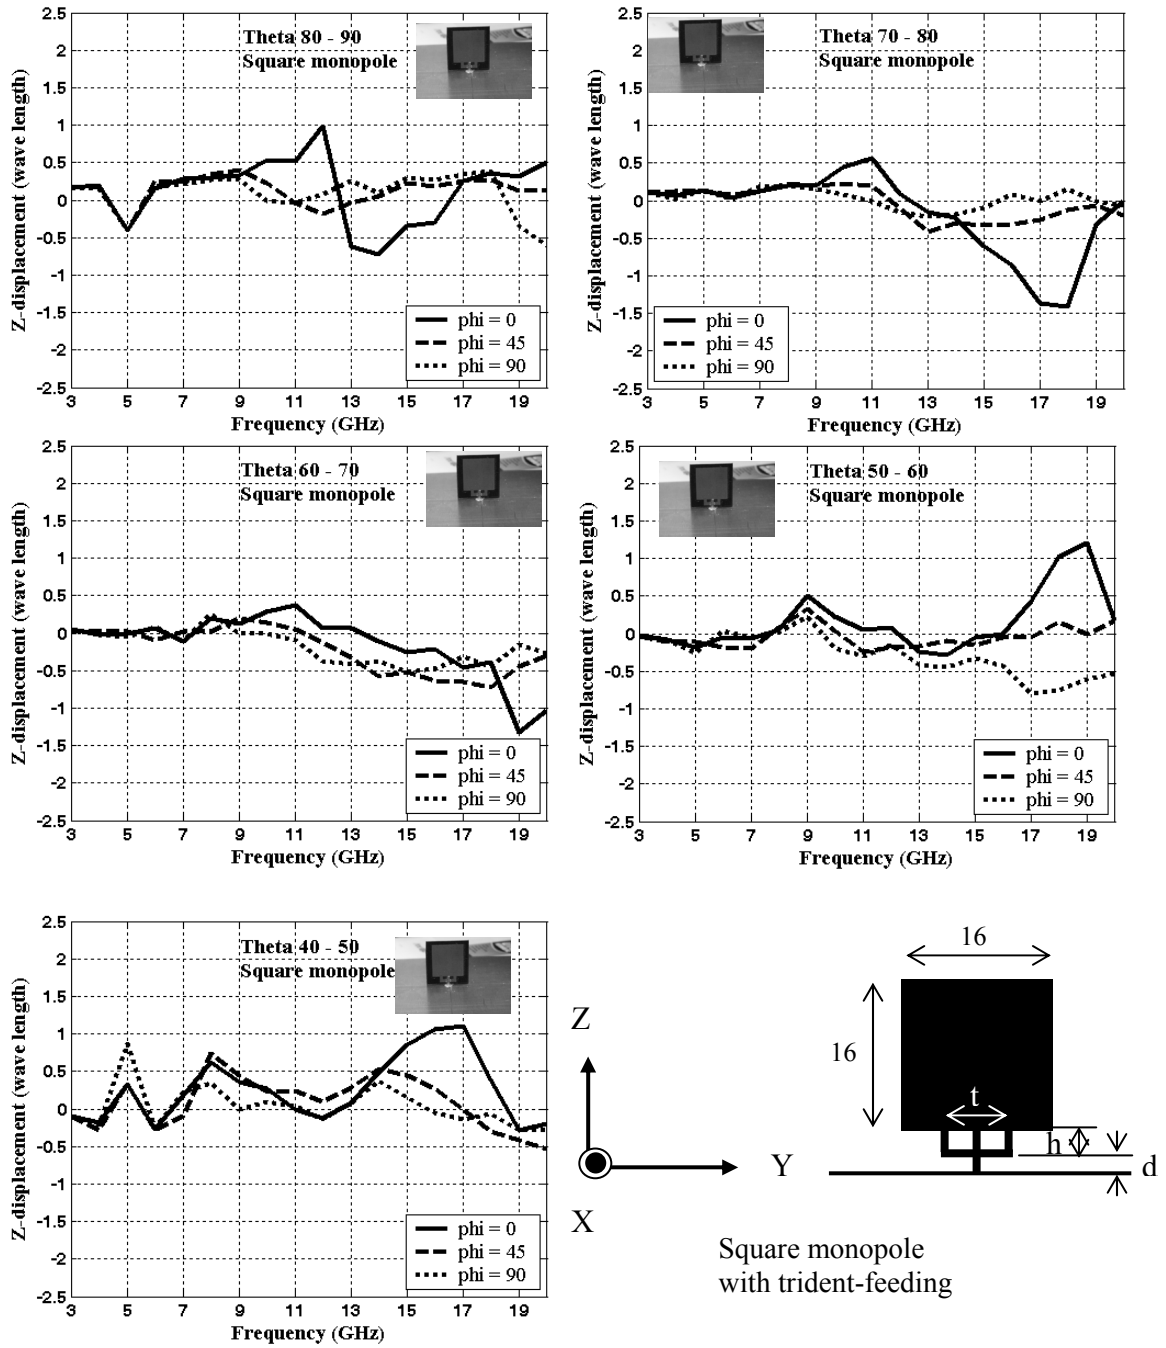 2.5
2
1.5
1
0.5
0
-0.5
-1
-1.5
-2
-2.5
Z-displacement (wave length)
Theta 80 - 90
Square monopole
phi = 0
phi = 45
phi = 90
3 5 7 9 11 13 15 17 19
Frequency (GHz)
2.5
2
1.5
1
0.5
0
-0.5
-1
-1.5
-2
-2.5
Z-displacement (wave length)
Theta 70 - 80
Square monopole
phi = 0
phi = 45
phi = 90
3 5 7 9 11 13 15 17 19
Frequency (GHz)
2.5
2
1.5
1
0.5
0
-0.5
-1
-1.5
-2
-2.5
Z-displacement (wave length)
Theta 60 - 70
Square monopole
phi = 0
phi = 45
phi = 90
3 5 7 9 11 13 15 17 19
Frequency (GHz)
2.5
2
1.5
1
0.5
0
-0.5
-1
-1.5
-2
-2.5
Z-displacement (wave length)
Theta 50 - 60
Square monopole
phi = 0
phi = 45
phi = 90
3 5 7 9 11 13 15 17 19
Frequency (GHz)
2.5
2
1.5
1
0.5
0
-0.5
-1
-1.5
-2
-2.5
Z-displacement (wave length)
Theta 40 - 50
Square monopole
phi = 0
phi = 45
phi = 90
3 5 7 9 11 13 15 17 19
Frequency (GHz)
16
16
t
h
d
Z
Y
X
Square monopole
with trident-feeding